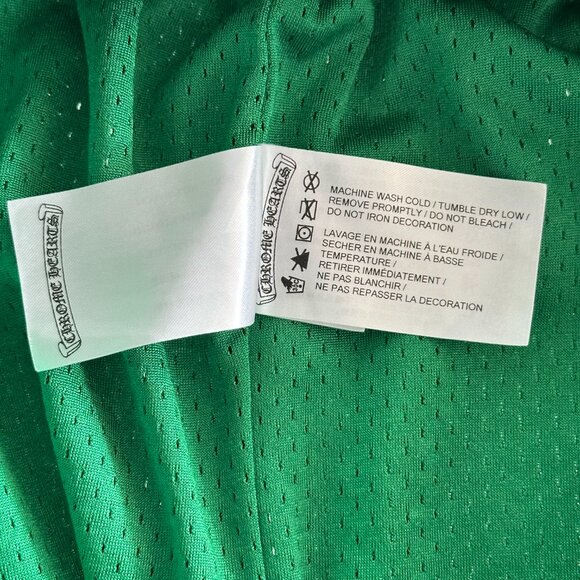 CHROME HEARTS
CHROME HEARTS
MACHINE WASH COLD / TUMBLE DRY LOW /
REMOVE PROMPTLY / DO NOT BLEACH /
DO NOT IRON DECORATION
LAVAGE EN MACHINE À L'EAU FROIDE /
SECHER EN MACHINE À BASSE
TEMPERATURE /
RETIRER IMMÉDIATEMENT /
NE PAS BLANCHIR /
NE PAS REPASSER LA DECORATION